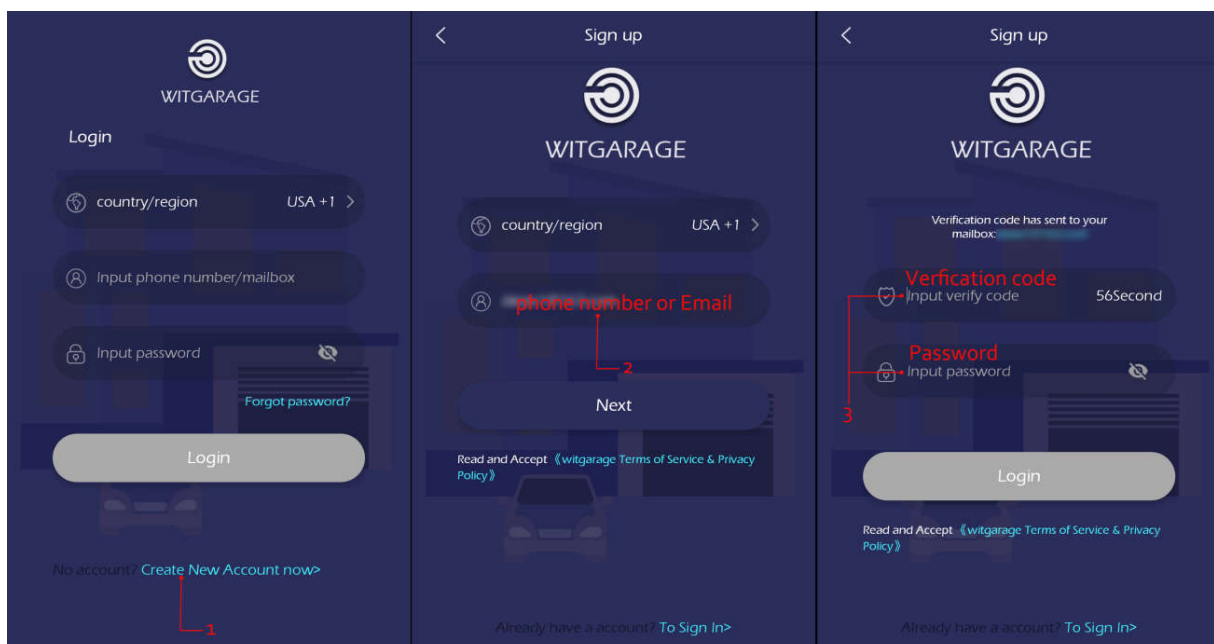 WITGARAGE
Login
country/region USA +1 >
Input phone number/mailbox
Input password
Forgot password?
Login
No account? Create New Account now>
1
Sign up
WITGARAGE
country/region USA +1 >
phone number or Email
2
Next
Read and Accept 《witgarage Terms of Service & Privacy
Policy》
Already have a account? To Sign In>
Sign up
WITGARAGE
Verification code has sent to your
mailbox:
Verfication code
Input verify code 56Second
Password
Input password
3
Login
Read and Accept 《witgarage Terms of Service & Privacy
Policy》
Already have a account? To Sign In>